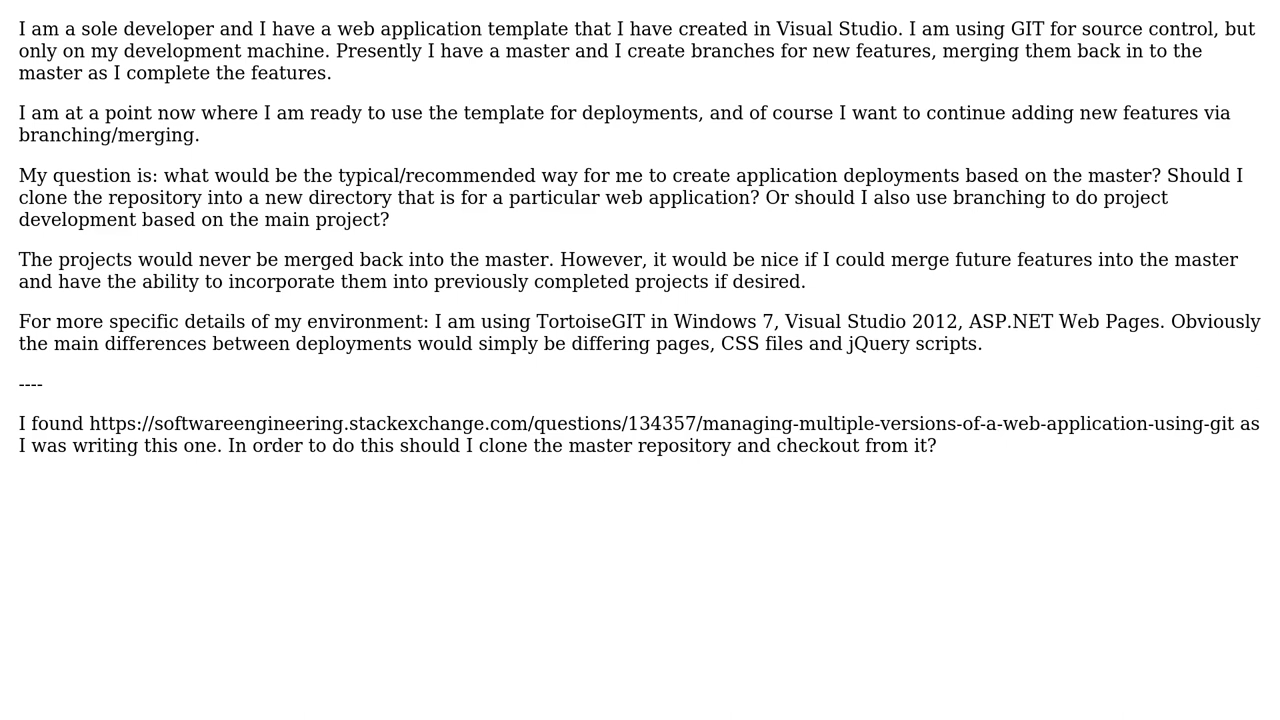 I am a sole developer and I have a web application template that I have created in Visual Studio. I am using GIT for source control, but
only on my development machine. Presently I have a master and I create branches for new features, merging them back in to the
master as I complete the features.
I am at a point now where I am ready to use the template for deployments, and of course I want to continue adding new features via
branching/merging.
My question is: what would be the typical/recommended way for me to create application deployments based on the master? Should I
clone the repository into a new directory that is for a particular web application? Or should I also use branching to do project
development based on the main project?
The projects would never be merged back into the master. However, it would be nice if I could merge future features into the master
and have the ability to incorporate them into previously completed projects if desired.
For more specific details of my environment: I am using TortoiseGIT in Windows 7, Visual Studio 2012, ASP.NET Web Pages. Obviously
the main differences between deployments would simply be differing pages, CSS files and jQuery scripts.
----
I found https://softwareengineering.stackexchange.com/questions/134357/managing-multiple-versions-of-a-web-application-using-git as
I was writing this one. In order to do this should I clone the master repository and checkout from it?